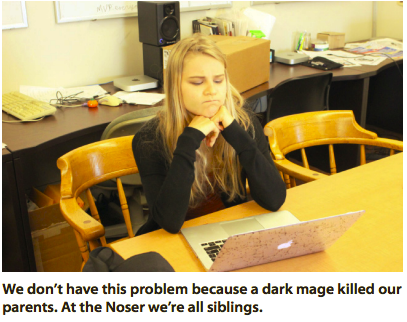 We don't have this problem because a dark mage killed our
parents. At the Noser we're all siblings.